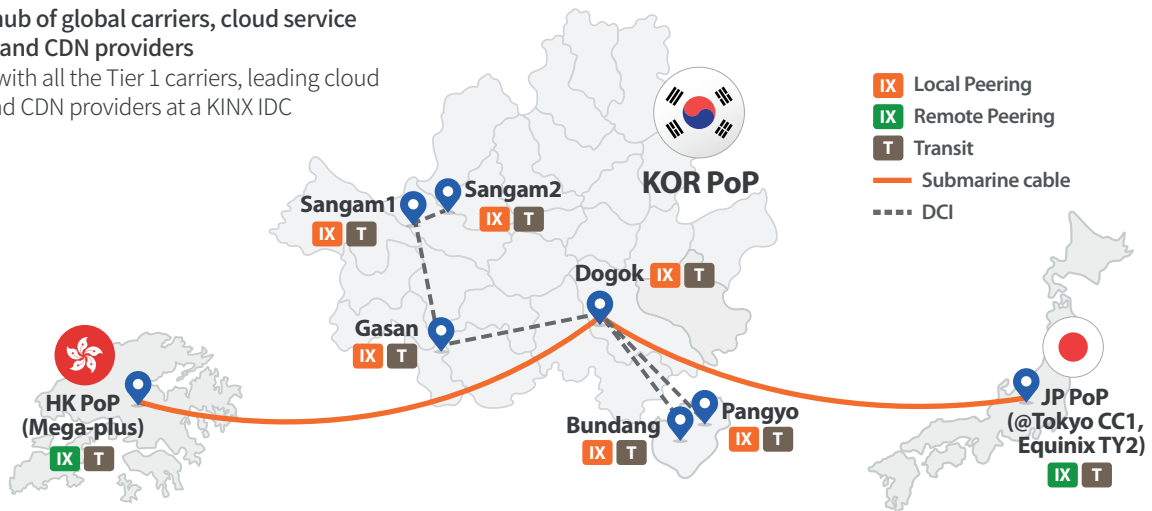 hub of global carriers, cloud service
and CDN providers
with all the Tier 1 carriers, leading cloud
nd CDN providers at a KINX IDC
IX Local Peering
IX Remote Peering
T Transit
Submarine cable
DCI
KOR PoP
Sangam1
IX T
Sangam2
IX T
Dogok IX T
Gasan
IX T
Bundang
IX T
Pangyo
IX T
HK PoP
(Mega-plus)
IX T
JP PoP
(@Tokyo CC1,
Equinix TY2)
IX T